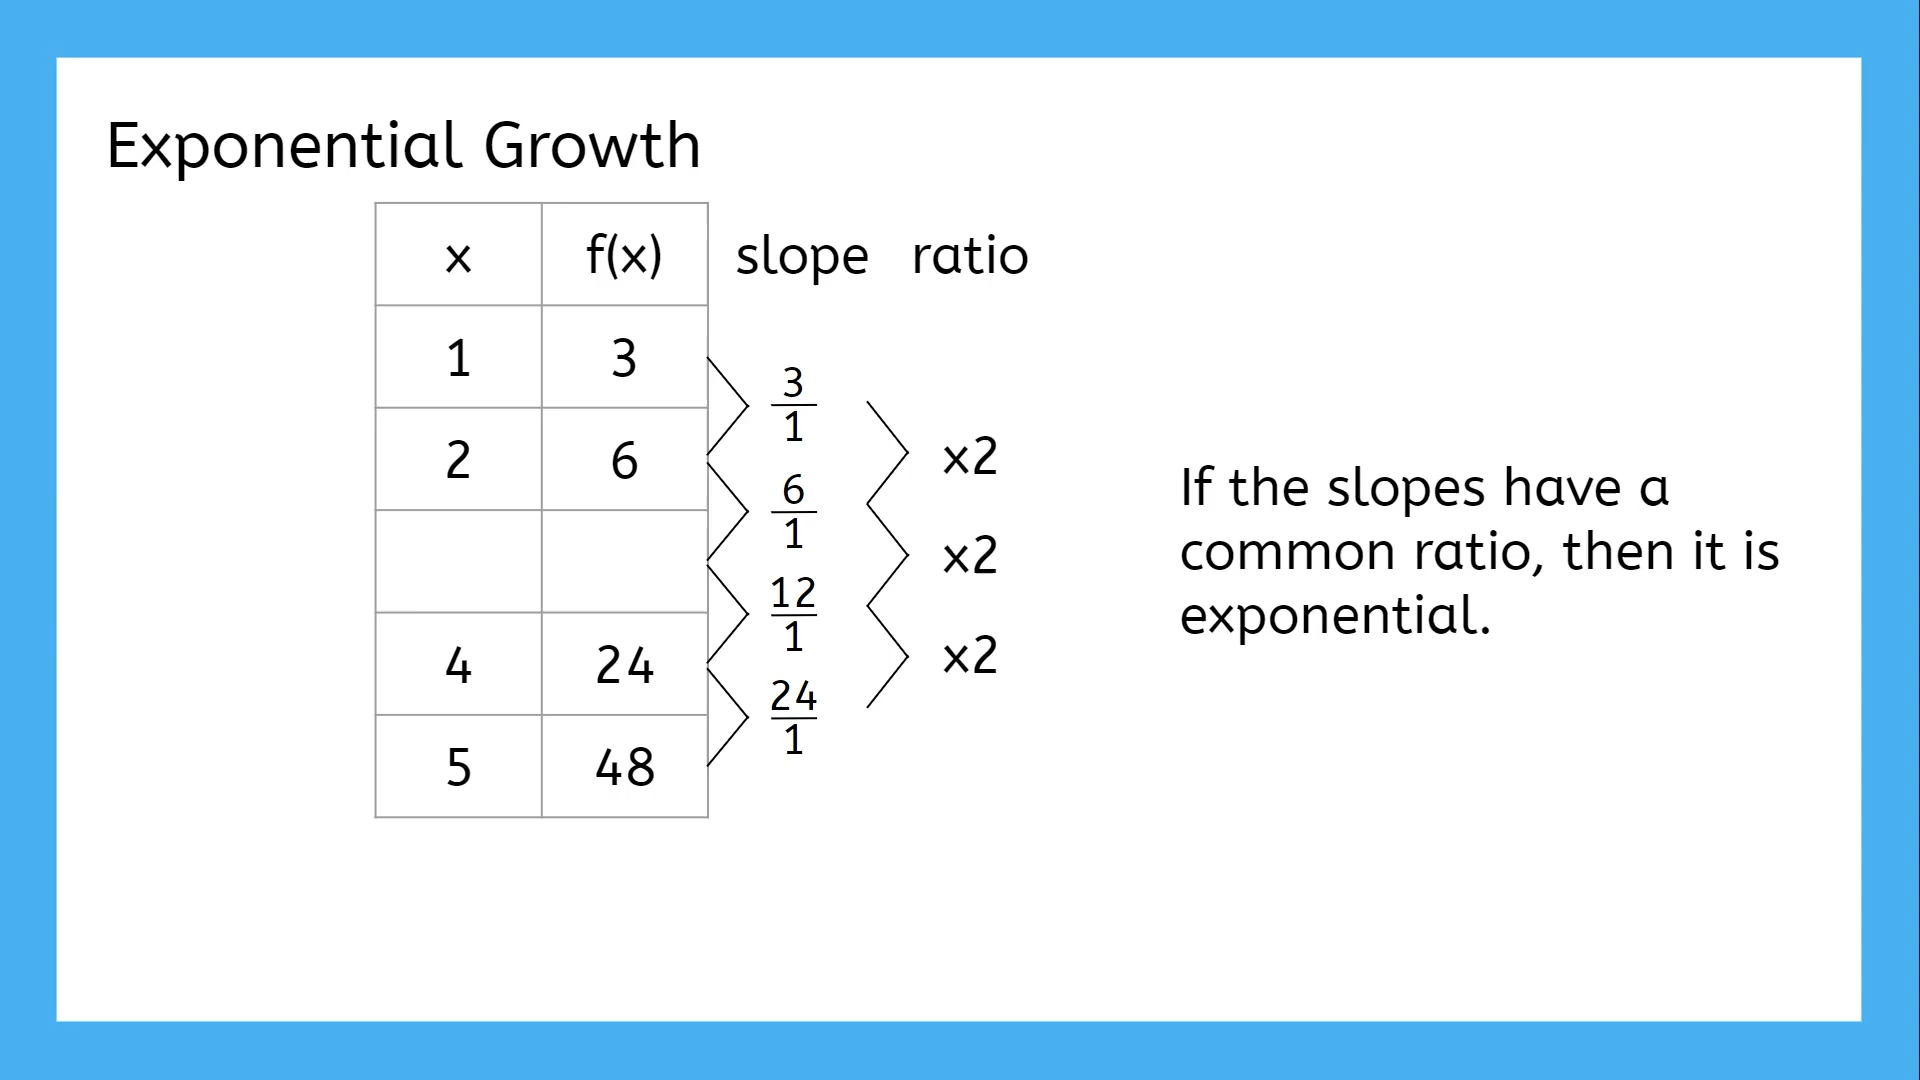 Exponential Growth
x f(x) slope ratio
1 3
3/1
2 6 x2
6/1
x2
12/1
4 24 x2
24/1
5 48
If the slopes have a
common ratio, then it is
exponential.